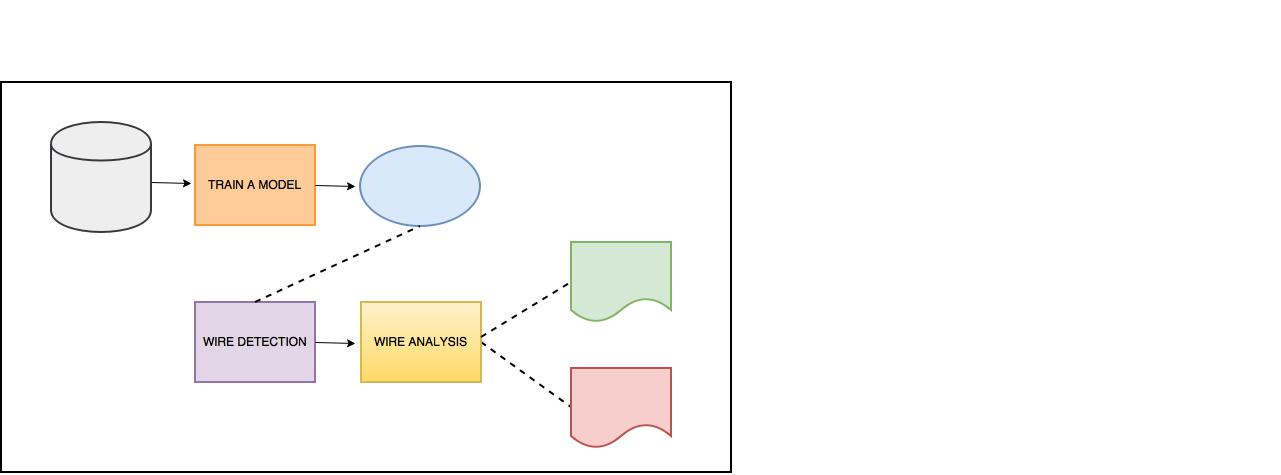 TRAIN A MODEL
WIRE DETECTION
WIRE ANALYSIS